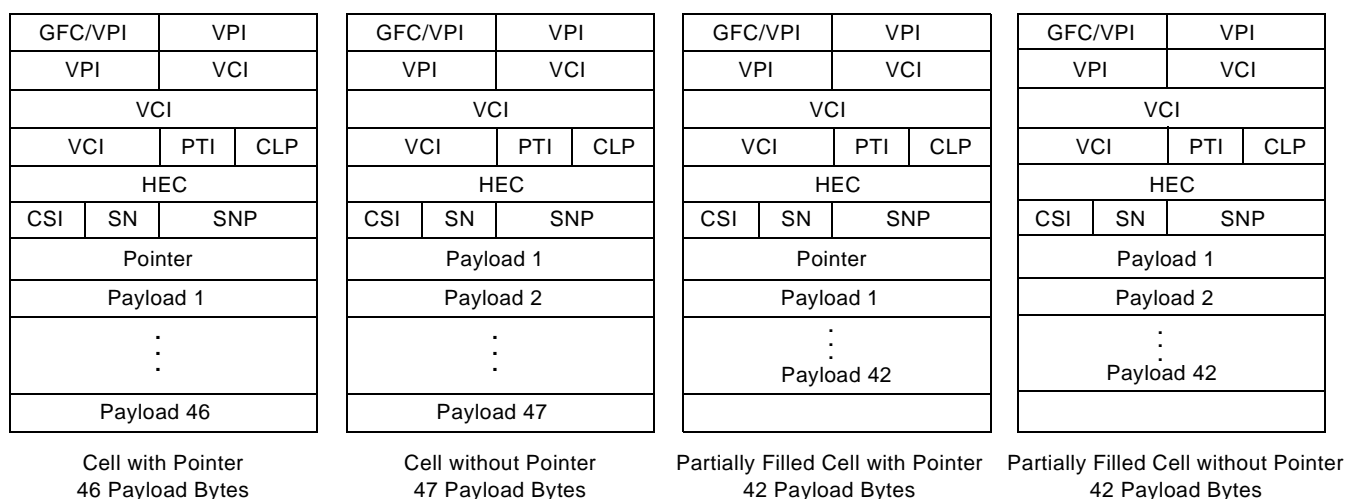 GFC/VPI VPI
VPI VCI
VCI
VCI PTI CLP
HEC
CSI SN SNP
Pointer
Payload 1
.
.
.
Payload 46
Cell with Pointer
46 Payload Bytes
GFC/VPI VPI
VPI VCI
VCI
VCI PTI CLP
HEC
CSI SN SNP
Payload 1
Payload 2
.
.
.
Payload 47
Cell without Pointer
47 Payload Bytes
GFC/VPI VPI
VPI VCI
VCI
VCI PTI CLP
HEC
CSI SN SNP
Pointer
Payload 1
.
.
.
Payload 42
Partially Filled Cell with Pointer
42 Payload Bytes
GFC/VPI VPI
VPI VCI
VCI
VCI PTI CLP
HEC
CSI SN SNP
Payload 1
Payload 2
.
.
.
Payload 42
Partially Filled Cell without Pointer
42 Payload Bytes